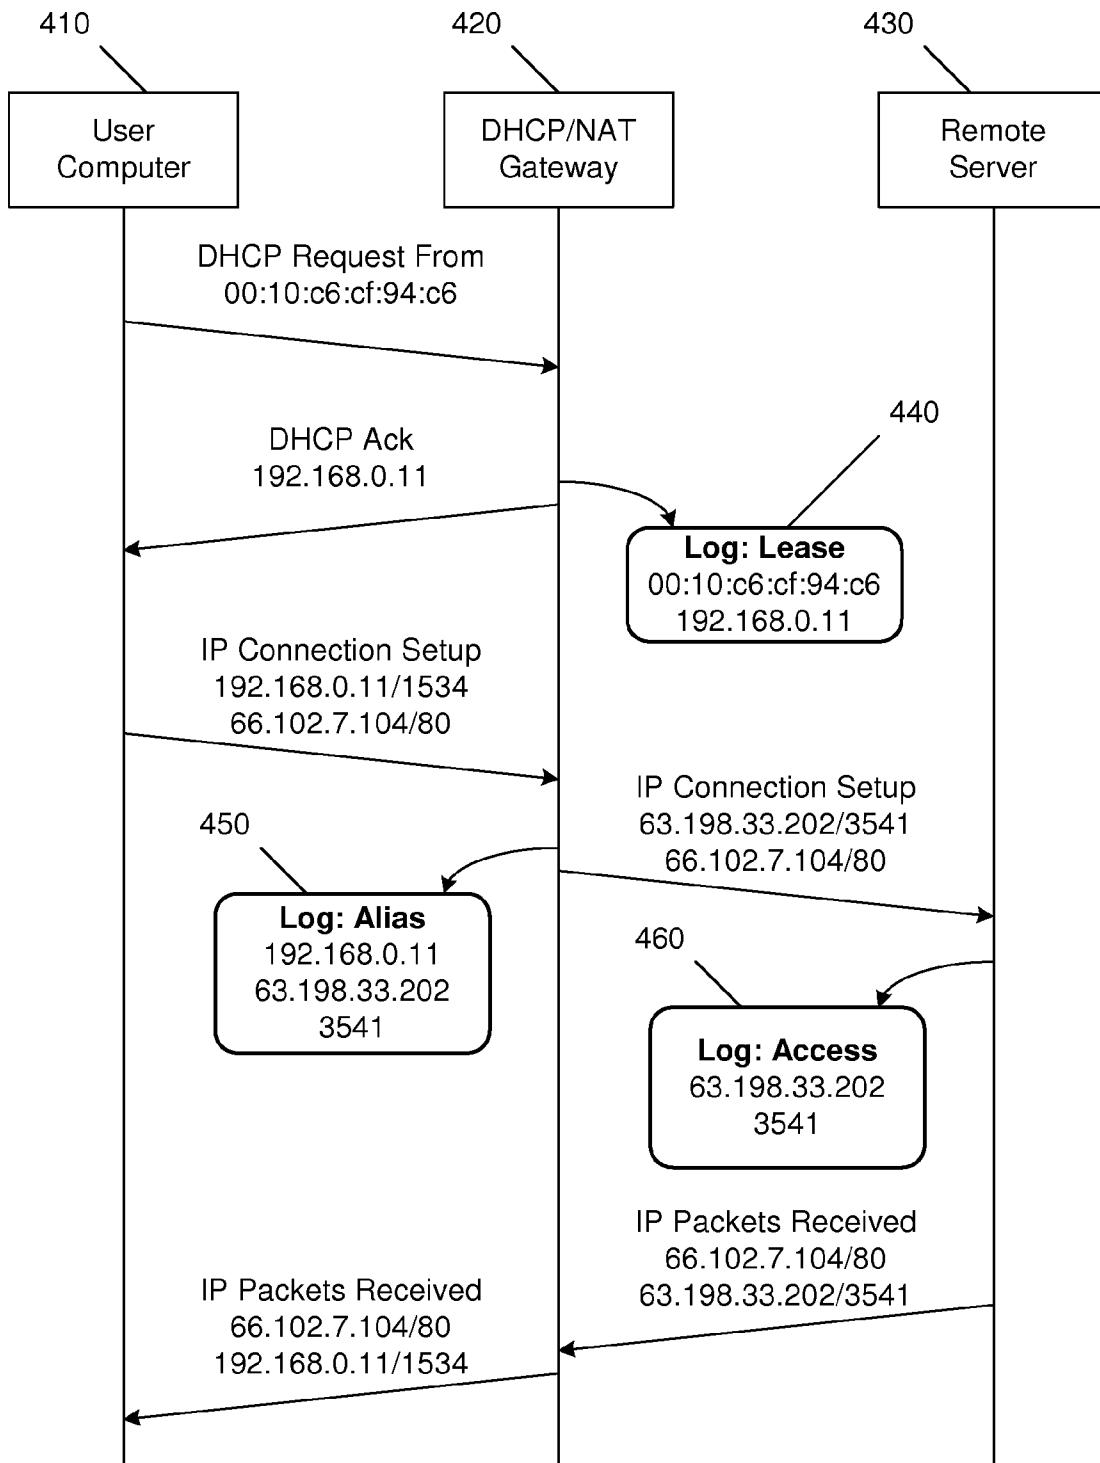 410
420
430
User
Computer
DHCP/NAT
Gateway
Remote
Server
DHCP Request From
00:10:c6:cf:94:c6
440
DHCP Ack
192.168.0.11
Log: Lease
00:10:c6:cf:94:c6
192.168.0.11
IP Connection Setup
192.168.0.11/1534
66.102.7.104/80
IP Connection Setup
63.198.33.202/3541
66.102.7.104/80
450
Log: Alias
192.168.0.11
63.198.33.202
3541
460
Log: Access
63.198.33.202
3541
IP Packets Received
66.102.7.104/80
63.198.33.202/3541
IP Packets Received
66.102.7.104/80
192.168.0.11/1534